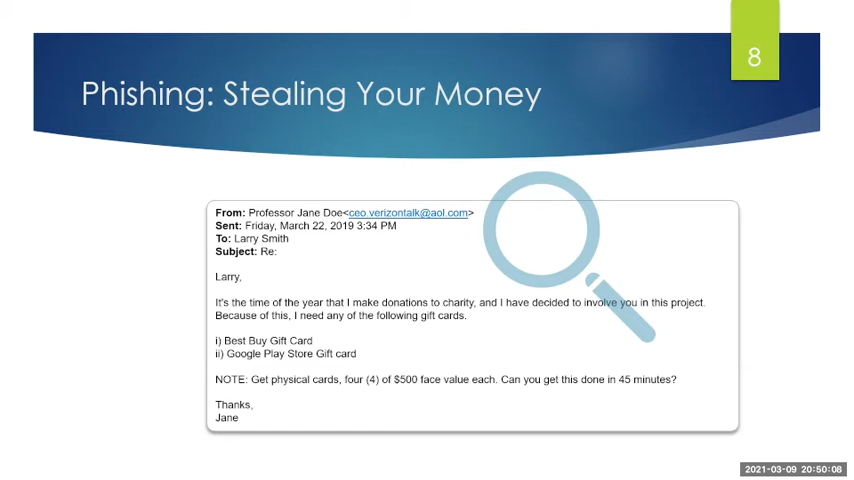 8
Phishing: Stealing Your Money
From: Professor Jane Doe<ceo.verizontalk@aol.com>
Sent: Friday, March 22, 2019 3:34 PM
To: Larry Smith
Subject: Re:
Larry,
It's the time of the year that I make donations to charity, and I have decided to involve you in this project.
Because of this, I need any of the following gift cards.
i) Best Buy Gift Card
ii) Google Play Store Gift card
NOTE: Get physical cards, four (4) of $500 face value each. Can you get this done in 45 minutes?
Thanks,
Jane
2021-03-09 20:50:08